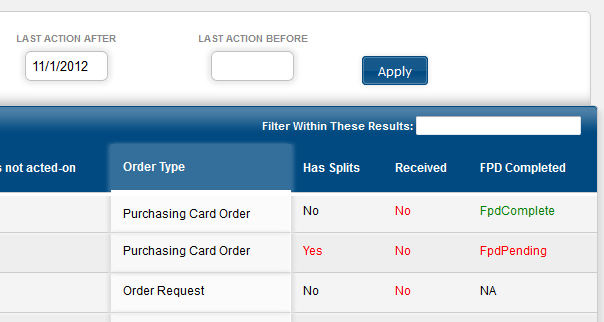 LAST ACTION AFTER LAST ACTION BEFORE
11/1/2012 Apply
Filter Within These Results:
s not acted-on Order Type Has Splits Received FPD Completed
Purchasing Card Order No No FpdComplete
Purchasing Card Order Yes No FpdPending
Order Request No No NA